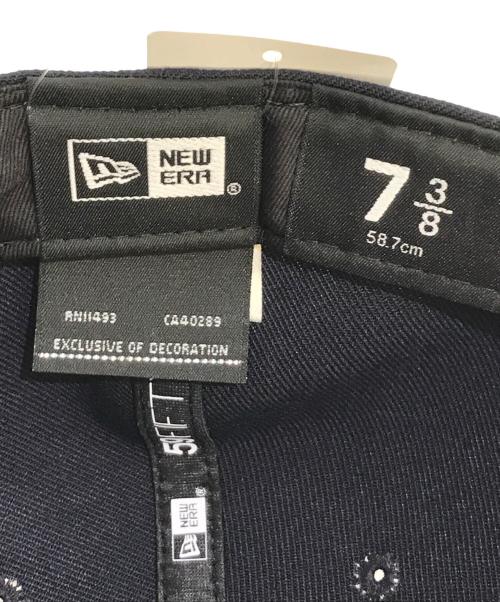 NEW
ERA®
7 3/8
58.7cm
RN11493 CA40289
EXCLUSIVE OF DECORATION
NEW
ERA®